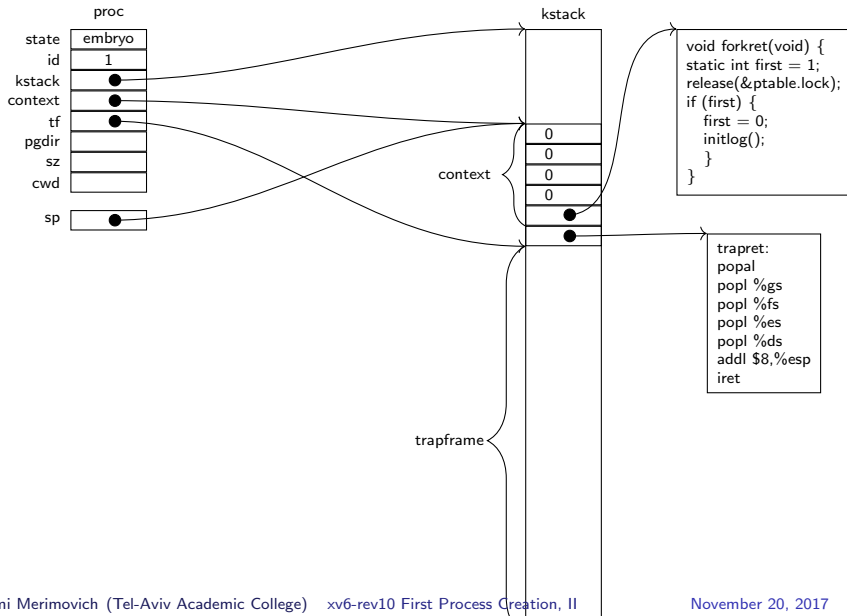 proc
state embryo
id 1
kstack
context
tf
pgdir
sz
cwd
sp
kstack
context
0
0
0
0
trapframe
void forkret(void) {
static int first = 1;
release(&ptable.lock);
if (first) {
first = 0;
initlog();
}
}
trapret:
popal
popl %gs
popl %fs
popl %es
popl %ds
addl $8,%esp
iret
Merimovich (Tel-Aviv Academic College) xv6-rev10 First Process Creation, II November 20, 2017